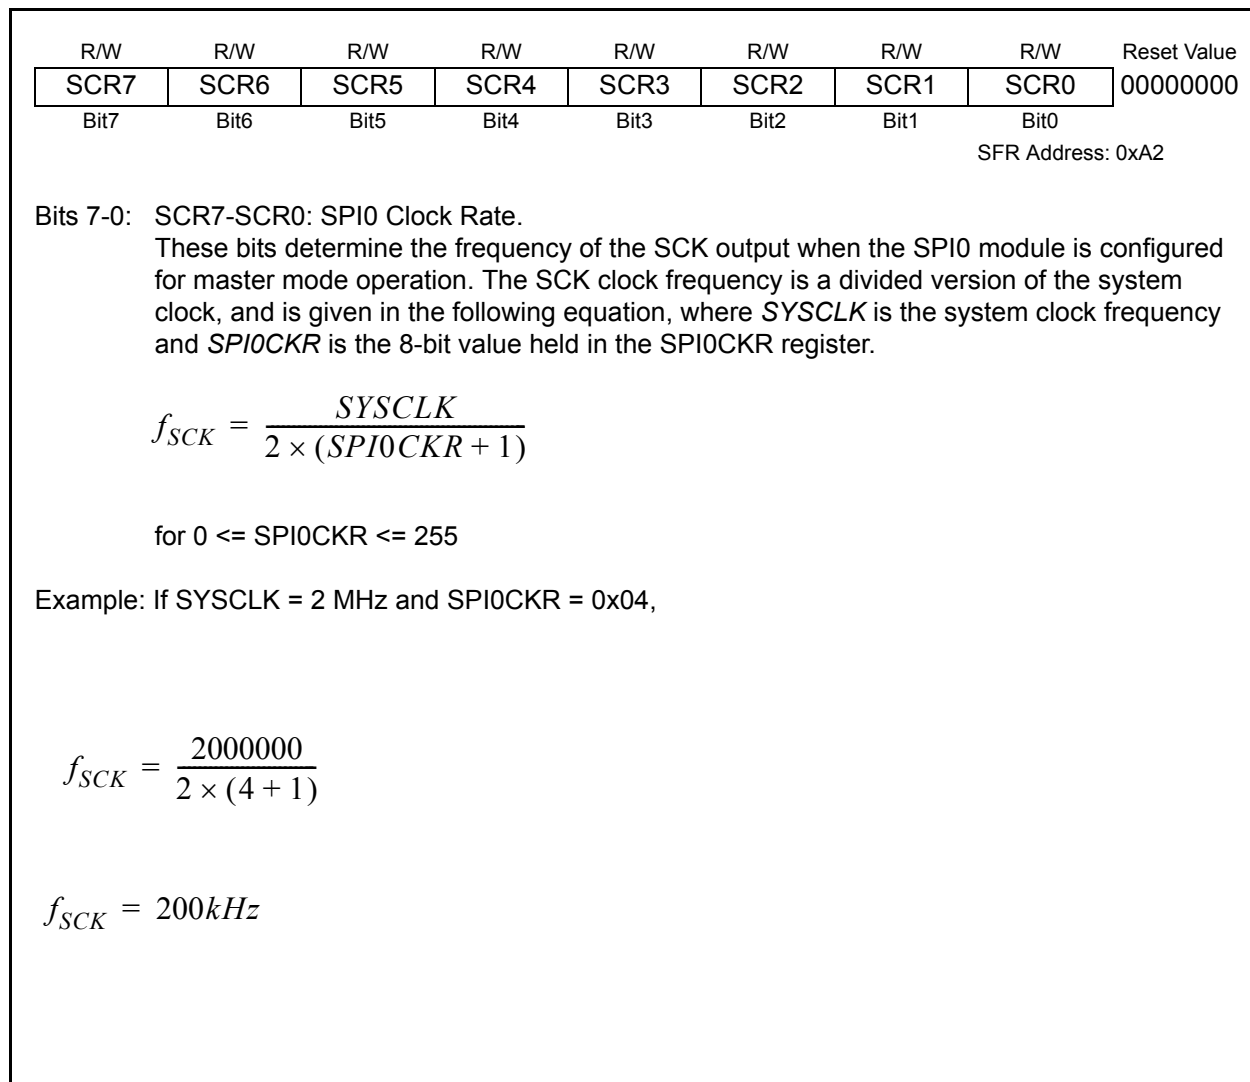 R/W R/W R/W R/W R/W R/W R/W R/W Reset Value
SCR7 SCR6 SCR5 SCR4 SCR3 SCR2 SCR1 SCR0 00000000
Bit7 Bit6 Bit5 Bit4 Bit3 Bit2 Bit1 Bit0
SFR Address: 0xA2
Bits 7-0: SCR7-SCR0: SPI0 Clock Rate.
These bits determine the frequency of the SCK output when the SPI0 module is configured
for master mode operation. The SCK clock frequency is a divided version of the system
clock, and is given in the following equation, where SYSCLK is the system clock frequency
and SPI0CKR is the 8-bit value held in the SPI0CKR register.
f_SCK = SYSCLK / 2 × (SPI0CKR + 1)
for 0 <= SPI0CKR <= 255
Example: If SYSCLK = 2 MHz and SPI0CKR = 0x04,
f_SCK = 2000000 / 2 × (4 + 1)
f_SCK = 200kHz